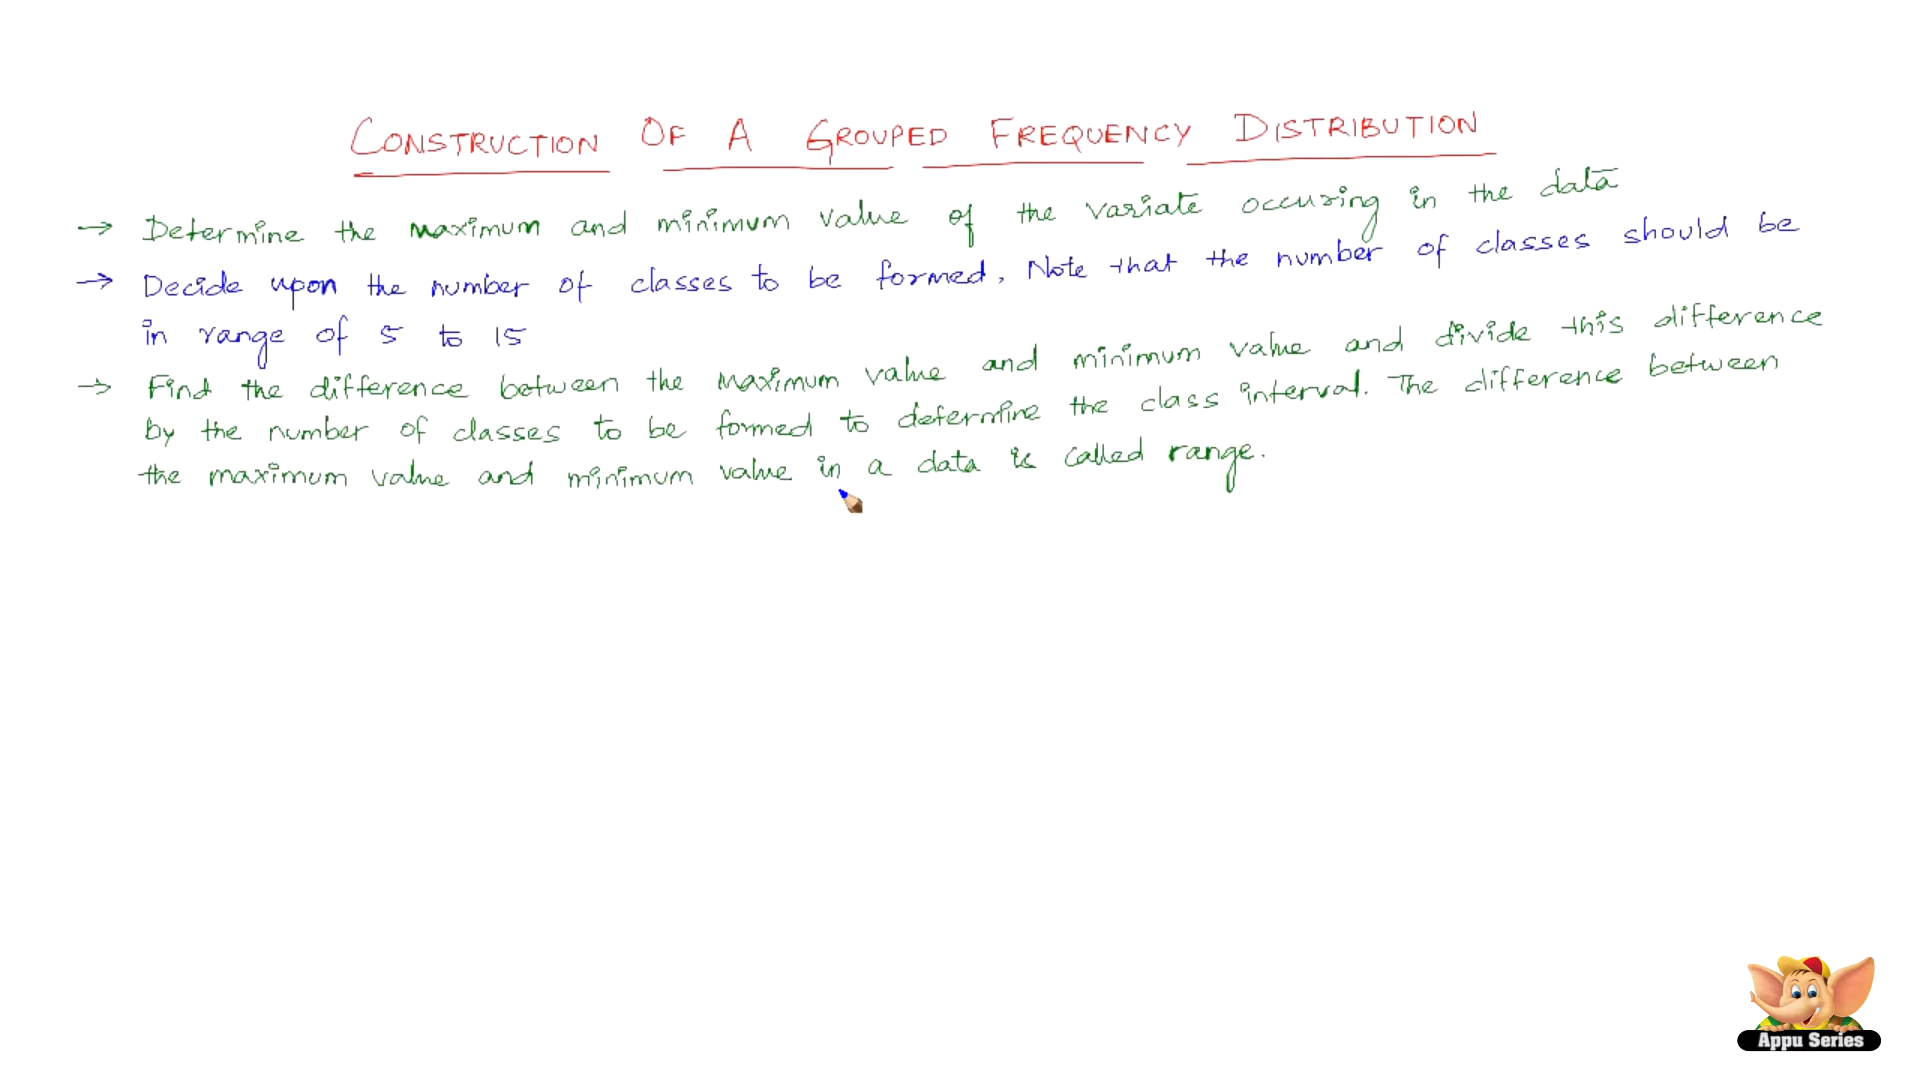 CONSTRUCTION OF A GROUPED FREQUENCY DISTRIBUTION
→ Determine the maximum and minimum value of the variate occuring in the data
→ Decide upon the number of classes to be formed. Note that the number of classes should be
in range of 5 to 15
→ Find the difference between the maximum value and minimum value and divide this difference
by the number of classes to be formed to determine the class interval. The difference between
the maximum value and minimum value in a data is called range.
Appu Series